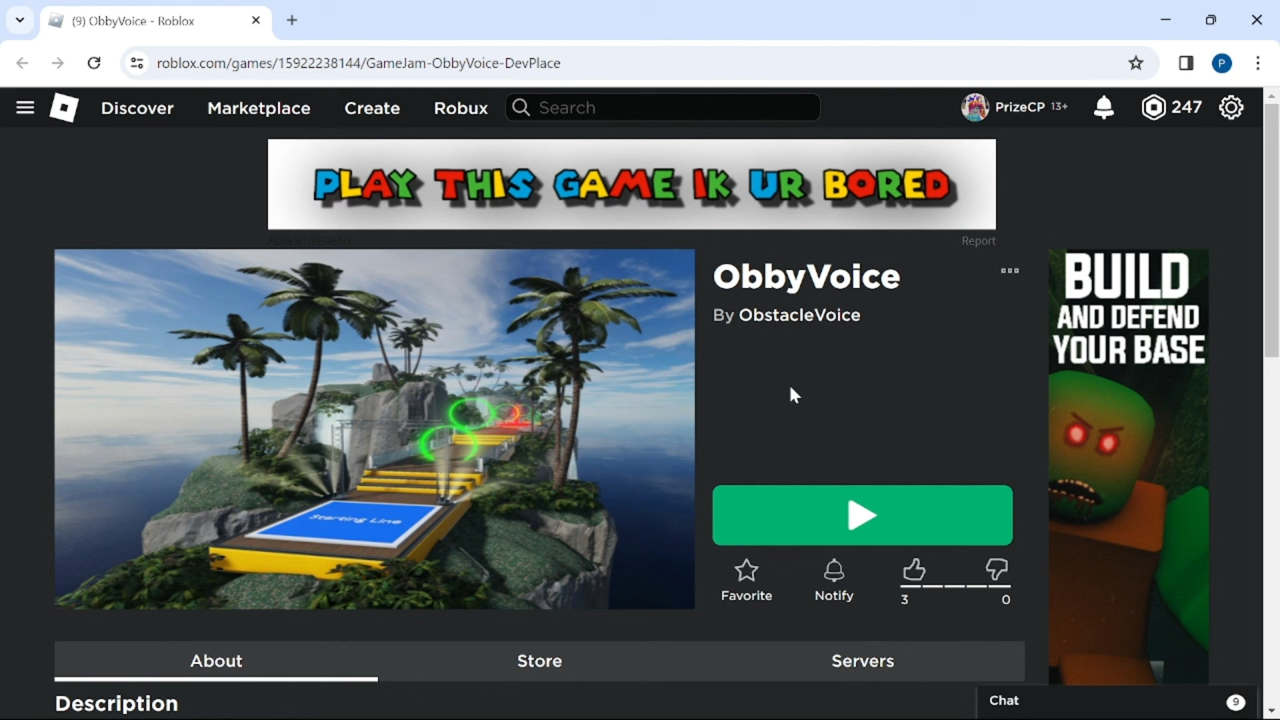 (9) ObbyVoice - Roblox
roblox.com/games/15922238144/GameJam-ObbyVoice-DevPlace
P
Discover
Marketplace
Create
Robux
Search
PrizeCP 13+
247
PLAY THIS GAME IK UR BORED
ADVERTISEMENT
Report
ObbyVoice
By ObstacleVoice
Starting Line
BUILD
AND DEFEND
YOUR BASE
Favorite
Notify
3
0
About
Store
Servers
Description
Chat
9